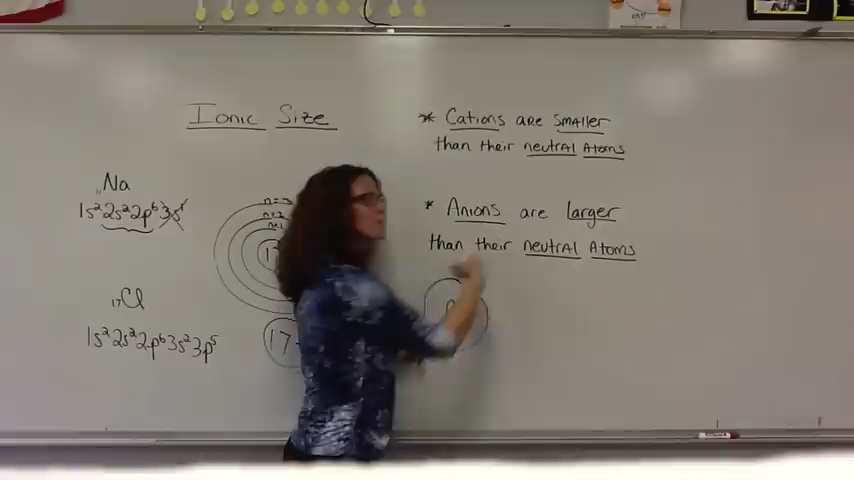 Ionic Size
* Cations are smaller
than their neutral Atoms
₁₁Na
1s²2s²2p⁶3s¹
* Anions are larger
than their neutral Atoms
n=2
n=1
₁₇Cl
1s²2s²2p⁶3s²3p⁵
17